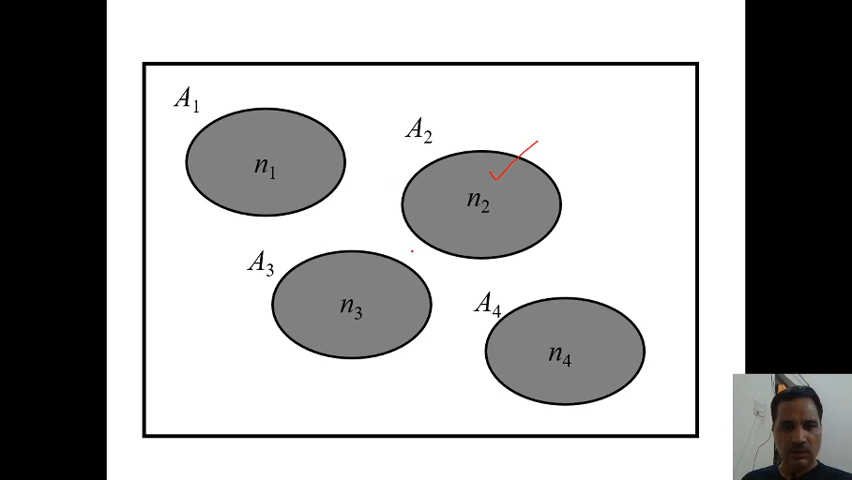 A₁
A₂
n₁
n₂
A₃
n₃
A₄
n₄